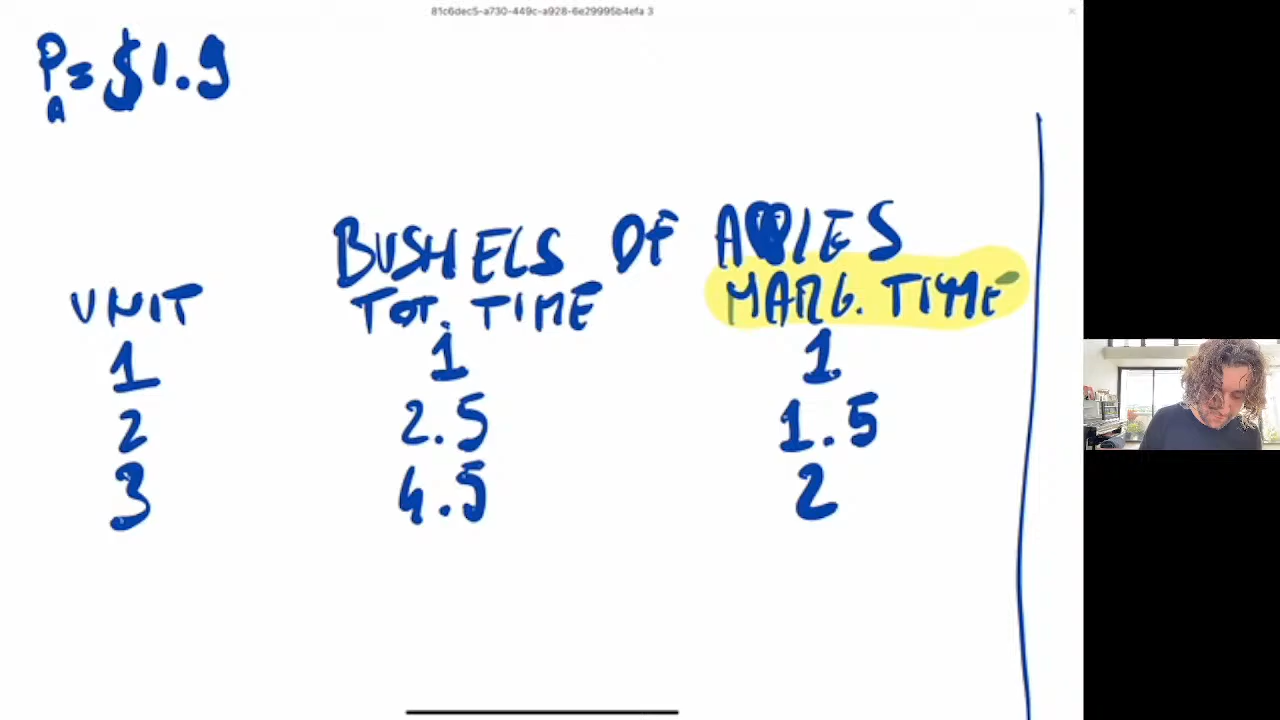 81c6dec5-a730-449c-a928-6e29995b4efa 3
P_A = $1.9
BUSHELS OF APPLES
UNIT TOT. TIME MARG. TIME
1 1 1
2 2.5 1.5
3 4.5 2